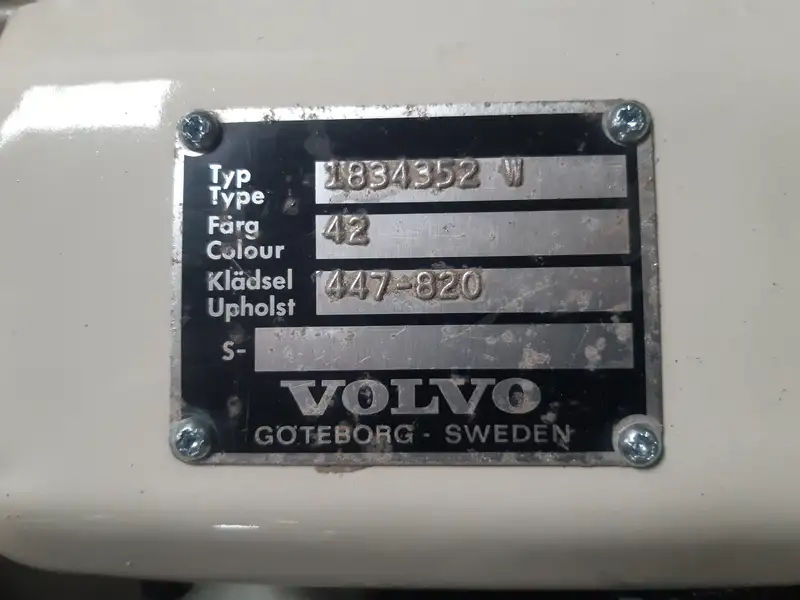 Typ
Type
1834352 W
Färg
Colour
42
Klädsel
Upholst
447-820
S-
VOLVO
GÖTEBORG - SWEDEN